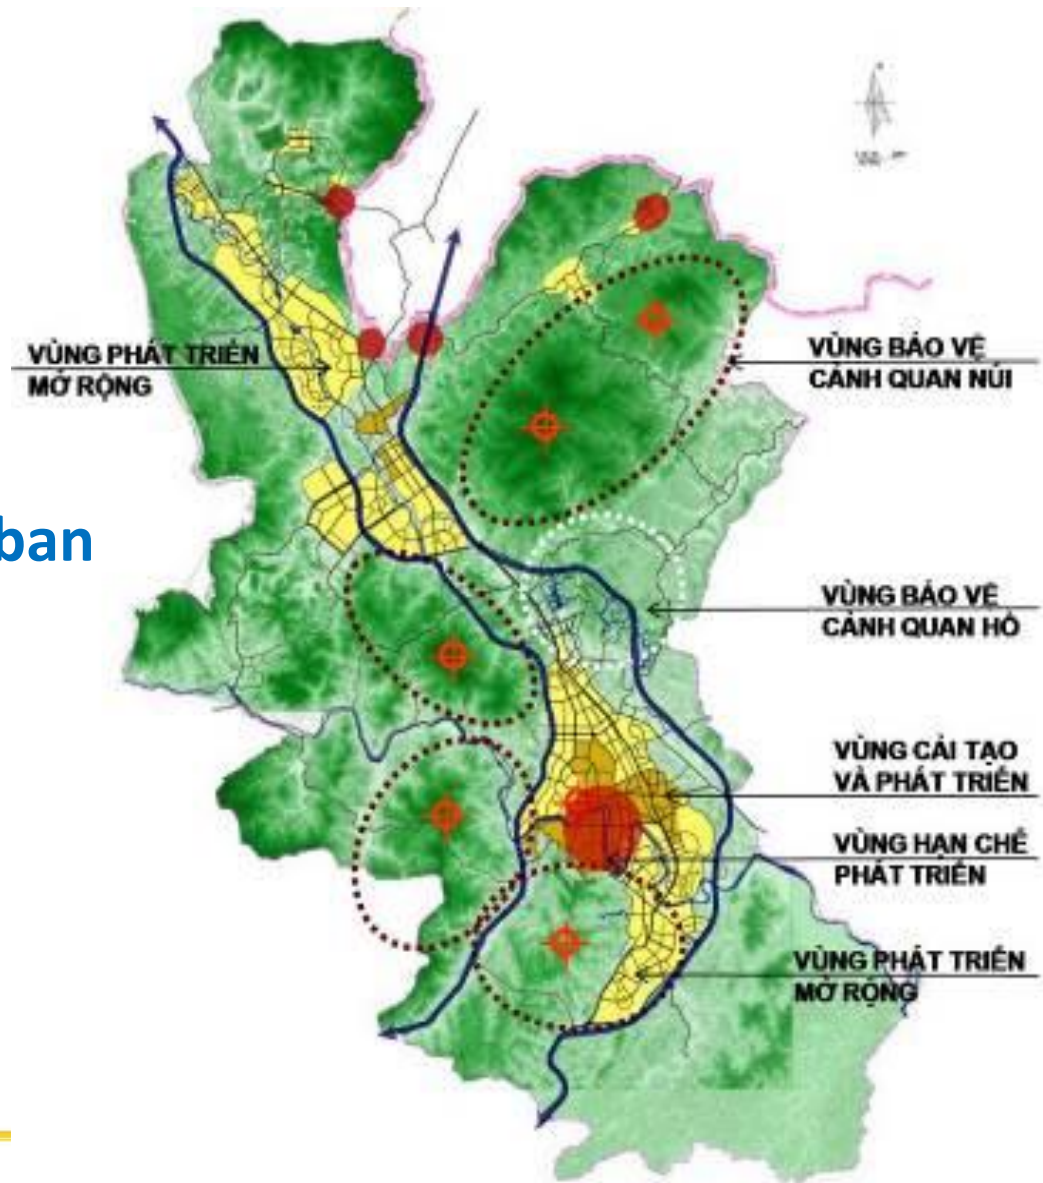 VÙNG PHÁT TRIỂN
MỞ RỘNG
VÙNG BẢO VỆ
CẢNH QUAN NÚI
ban
VÙNG BẢO VỆ
CẢNH QUAN HỒ
VÙNG CẢI TẠO
VÀ PHÁT TRIỂN
VÙNG HẠN CHẾ
PHÁT TRIỂN
VÙNG PHÁT TRIỂN
MỞ RỘNG